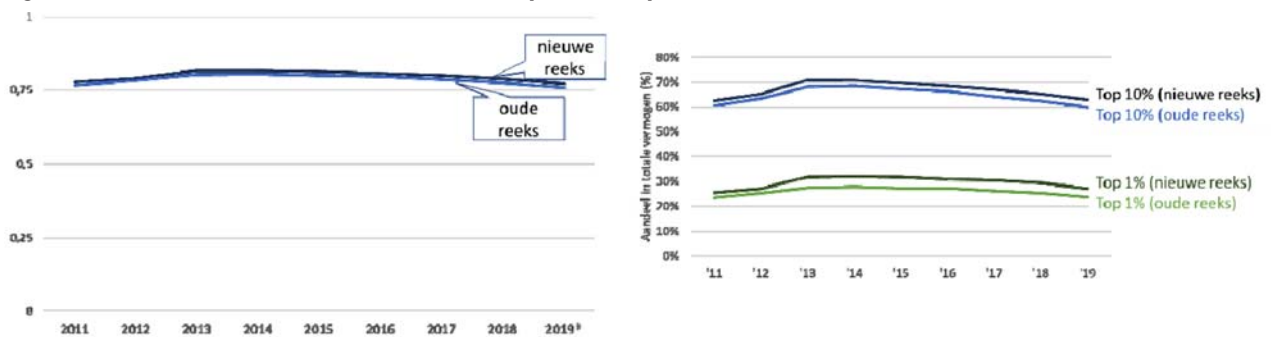 1
0,75
0,5
0,25
0
2011 2012 2013 2014 2015 2016 2017 2018 2019
nieuwe
reeks
oude
reeks
Aandeel in totale vermogen (%)
80%
70%
60%
50%
40%
30%
20%
10%
0%
'11 '12 '13 '14 '15 '16 '17 '18 '19
Top 10% (nieuwe reeks)
Top 10% (oude reeks)
Top 1% (nieuwe reeks)
Top 1% (oude reeks)